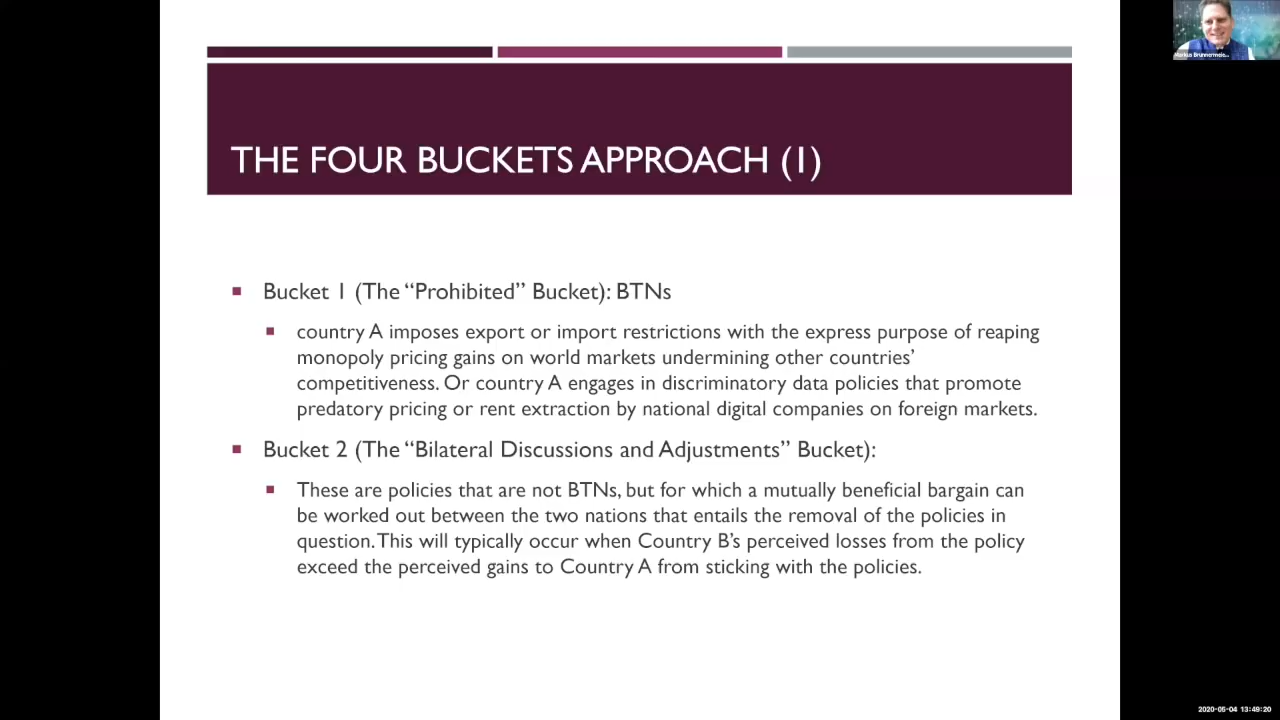 Markus Brunnermeie...
THE FOUR BUCKETS APPROACH (1)
Bucket 1 (The “Prohibited” Bucket): BTNs
country A imposes export or import restrictions with the express purpose of reaping
monopoly pricing gains on world markets undermining other countries’
competitiveness. Or country A engages in discriminatory data policies that promote
predatory pricing or rent extraction by national digital companies on foreign markets.
Bucket 2 (The “Bilateral Discussions and Adjustments” Bucket):
These are policies that are not BTNs, but for which a mutually beneficial bargain can
be worked out between the two nations that entails the removal of the policies in
question. This will typically occur when Country B’s perceived losses from the policy
exceed the perceived gains to Country A from sticking with the policies.
2020-05-04 13:49:20